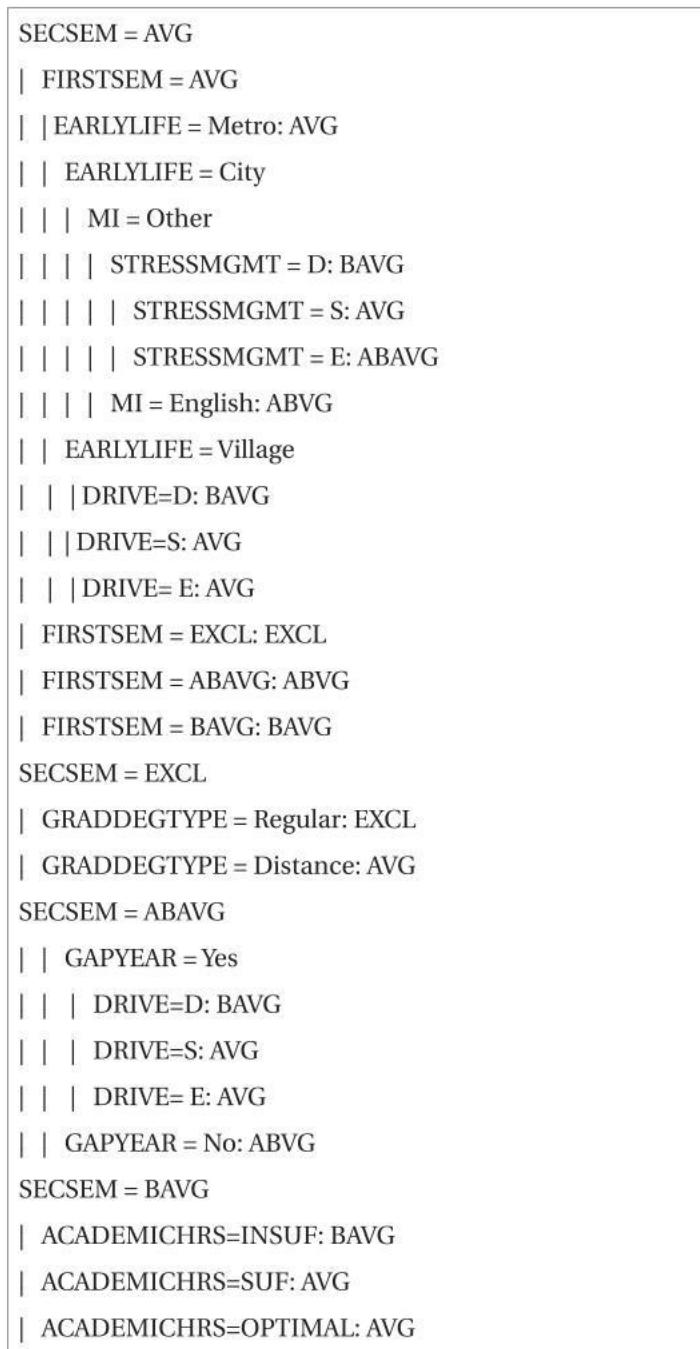 SECSEM = AVG
| FIRSTSEM = AVG
| | EARLYLIFE = Metro: AVG
| | EARLYLIFE = City
| | | MI = Other
| | | | STRESSMGMT = D: BAVG
| | | | | STRESSMGMT = S: AVG
| | | | | STRESSMGMT = E: ABAVG
| | | | MI = English: ABVG
| | EARLYLIFE = Village
| | | DRIVE=D: BAVG
| | | DRIVE=S: AVG
| | | DRIVE= E: AVG
| FIRSTSEM = EXCL: EXCL
| FIRSTSEM = ABAVG: ABVG
| FIRSTSEM = BAVG: BAVG
SECSEM = EXCL
| GRADDEGTYPE = Regular: EXCL
| GRADDEGTYPE = Distance: AVG
SECSEM = ABAVG
| | GAPYEAR = Yes
| | | DRIVE=D: BAVG
| | | DRIVE=S: AVG
| | | DRIVE= E: AVG
| | GAPYEAR = No: ABVG
SECSEM = BAVG
| ACADEMICHRS=INSUF: BAVG
| ACADEMICHRS=SUF: AVG
| ACADEMICHRS=OPTIMAL: AVG